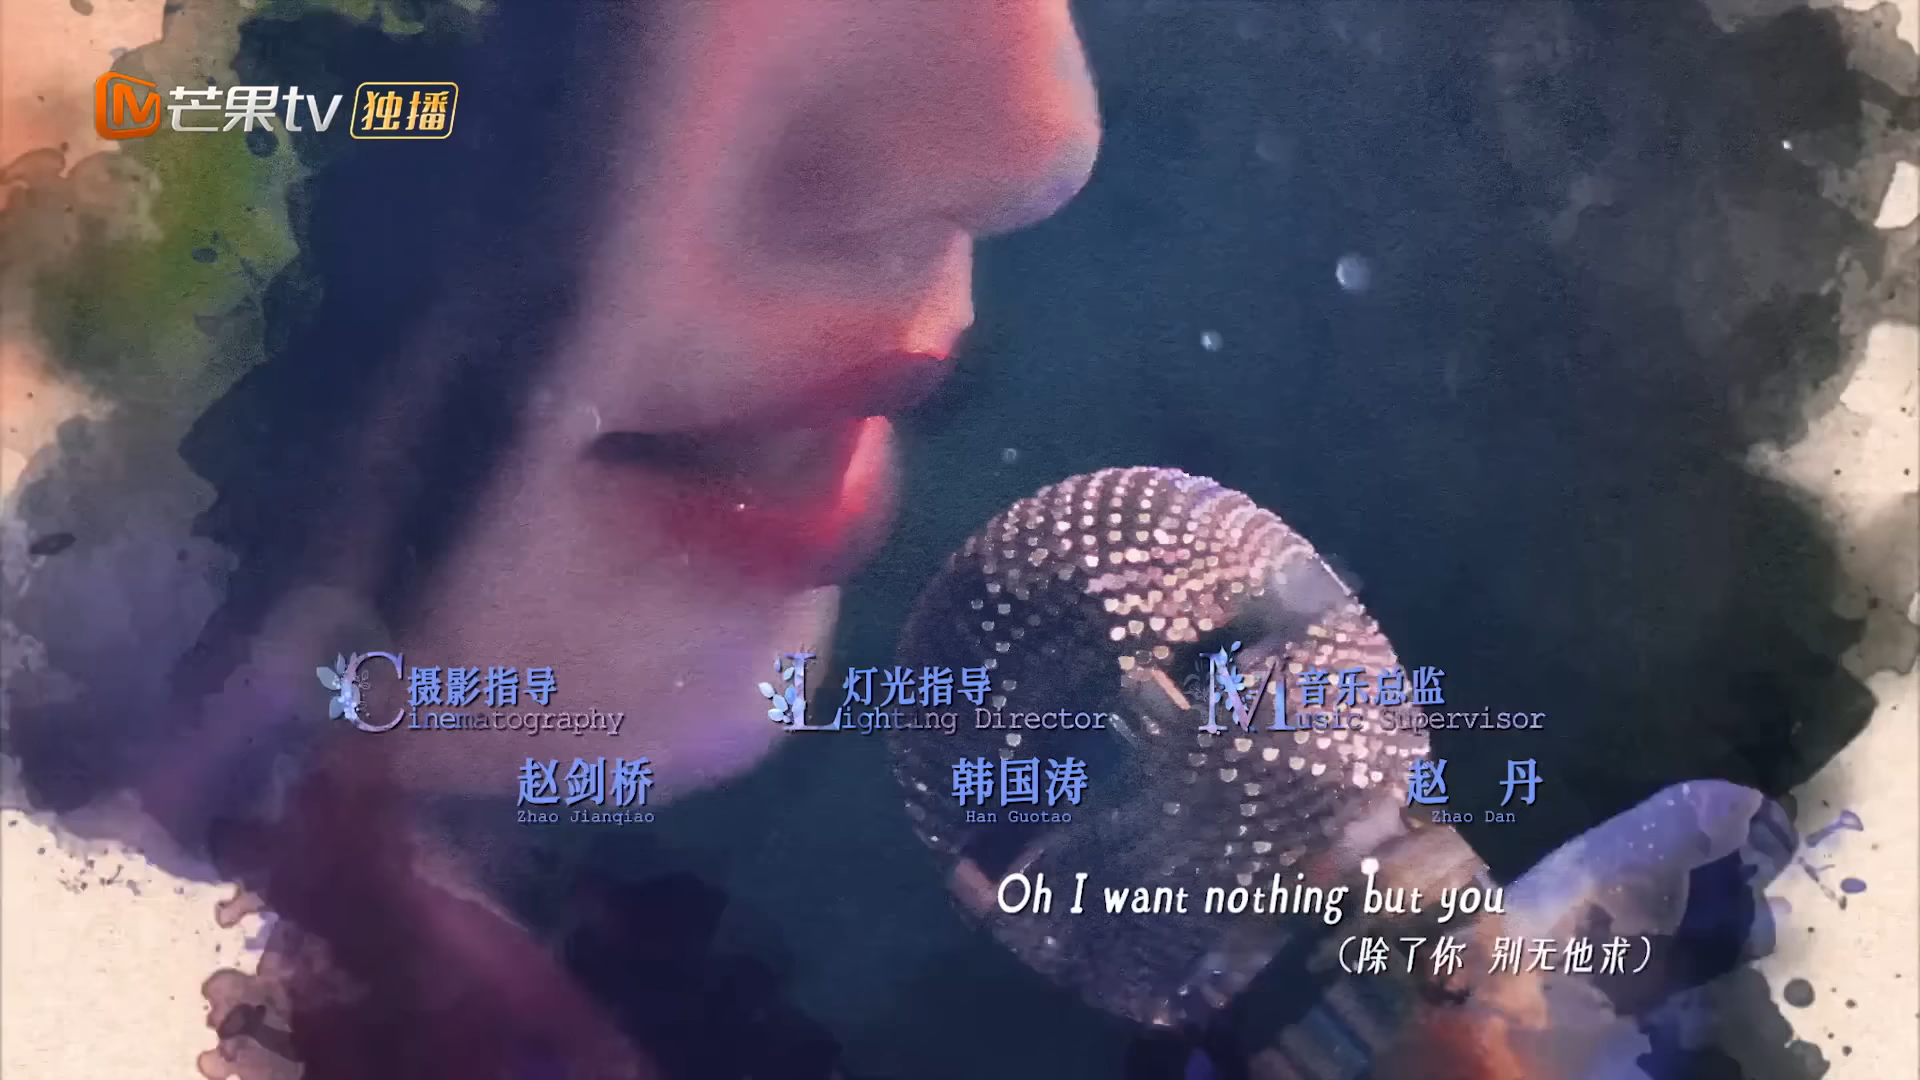 芒果tv 独播
摄影指导
Cinematography
赵剑桥
Zhao Jianqiao
灯光指导
Lighting Director
韩国涛
Han Guotao
音乐总监
Music Supervisor
赵 丹
Zhao Dan
Oh I want nothing but you
（除了你 别无他求）